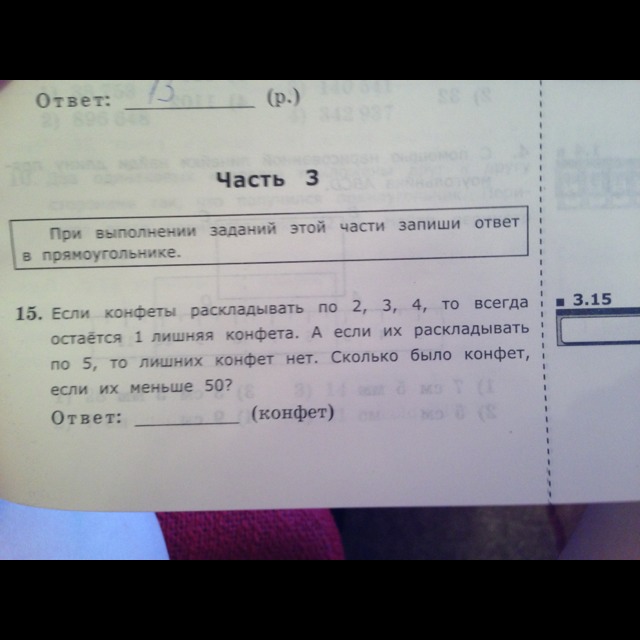 Ответ: 13 (р.)
Часть 3
При выполнении заданий этой части запиши ответ
в прямоугольнике.
15. Если конфеты раскладывать по 2, 3, 4, то всегда
остаётся 1 лишняя конфета. А если их раскладывать
по 5, то лишних конфет нет. Сколько было конфет,
если их меньше 50?
Ответ: (конфет)
3.15